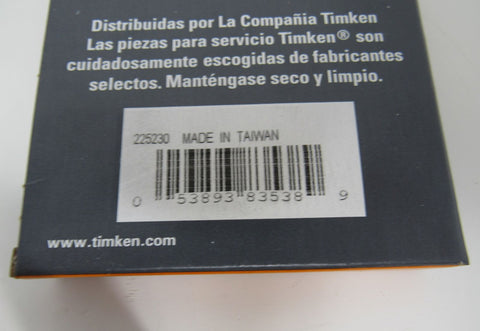 Distribuidas por La Compañia Timken
Las piezas para servicio Timken® son
cuidadosamente escogidas de fabricantes
selectos. Manténgase seco y limpio.
225230 MADE IN TAIWAN
0 53893 83538 9
www.timken.com